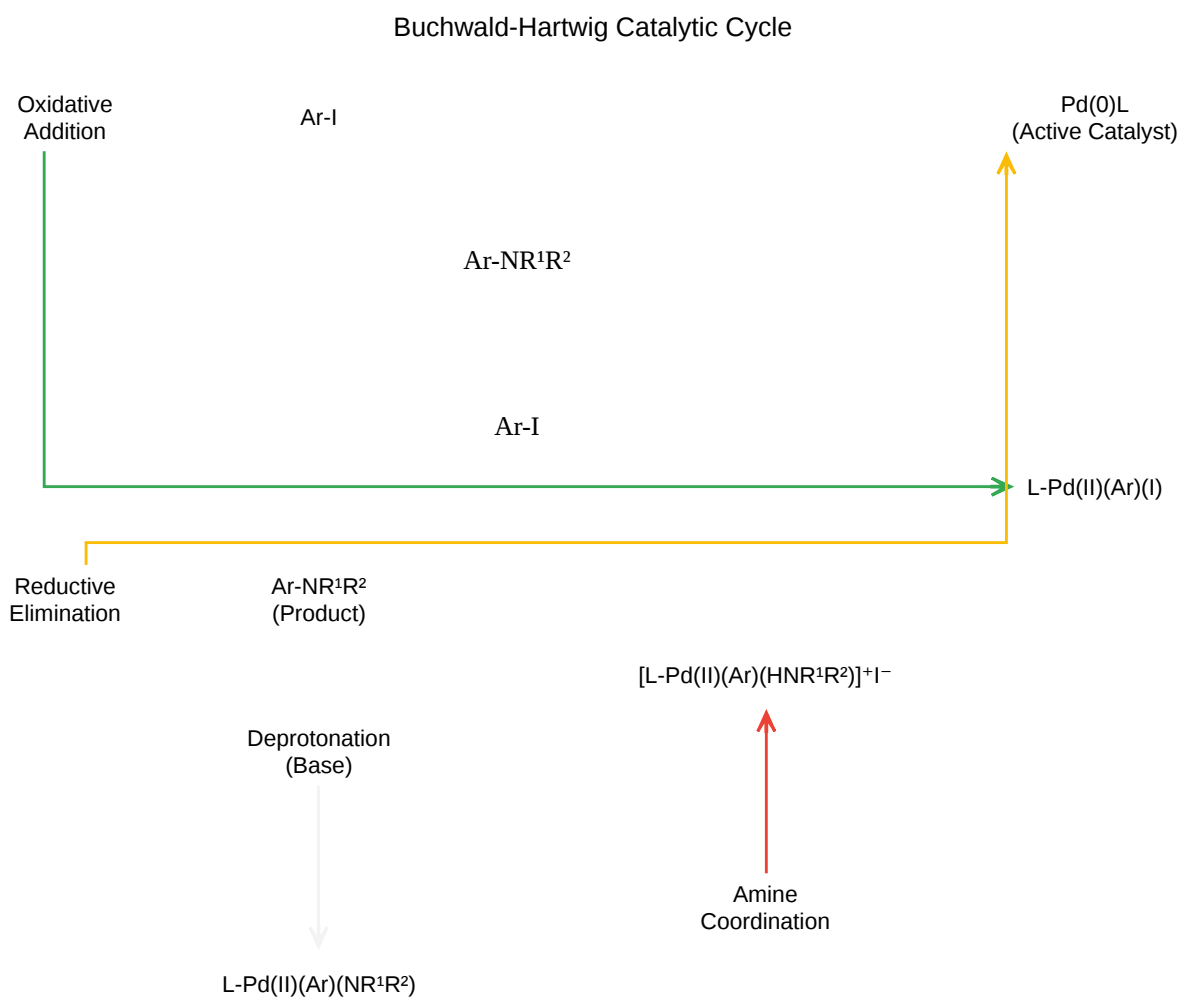 Buchwald-Hartwig Catalytic Cycle
Oxidative
Addition
Ar-I
Pd(0)L
(Active Catalyst)
Ar-NR¹R²
Ar-I
L-Pd(II)(Ar)(I)
Reductive
Elimination
Ar-NR¹R²
(Product)
[L-Pd(II)(Ar)(HNR¹R²)]⁺I⁻
Deprotonation
(Base)
Amine
Coordination
L-Pd(II)(Ar)(NR¹R²)